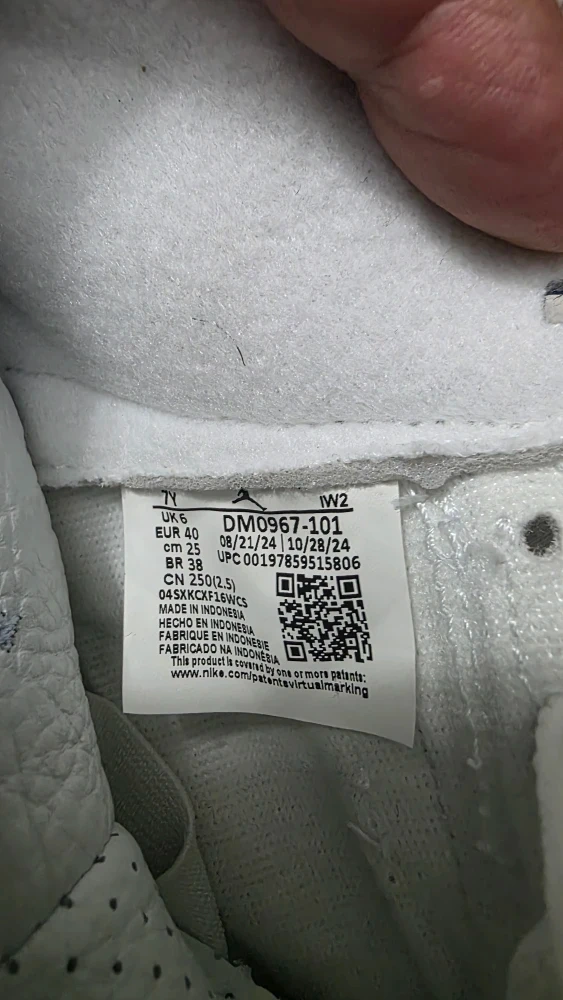 7Y IW2
UK 6
EUR 40
cm 25
BR 38
CN 250(2.5)
DM0967-101
08/21/24 | 10/28/24
UPC 00197859515806
04SXKCXF16WCS
MADE IN INDONESIA
HECHO EN INDONESIA
FABRIQUE EN INDONESIE
FABRICADO NA INDONÉSIA
This product is covered by one or more patents:
www.nike.com/patentsvirtualmarking